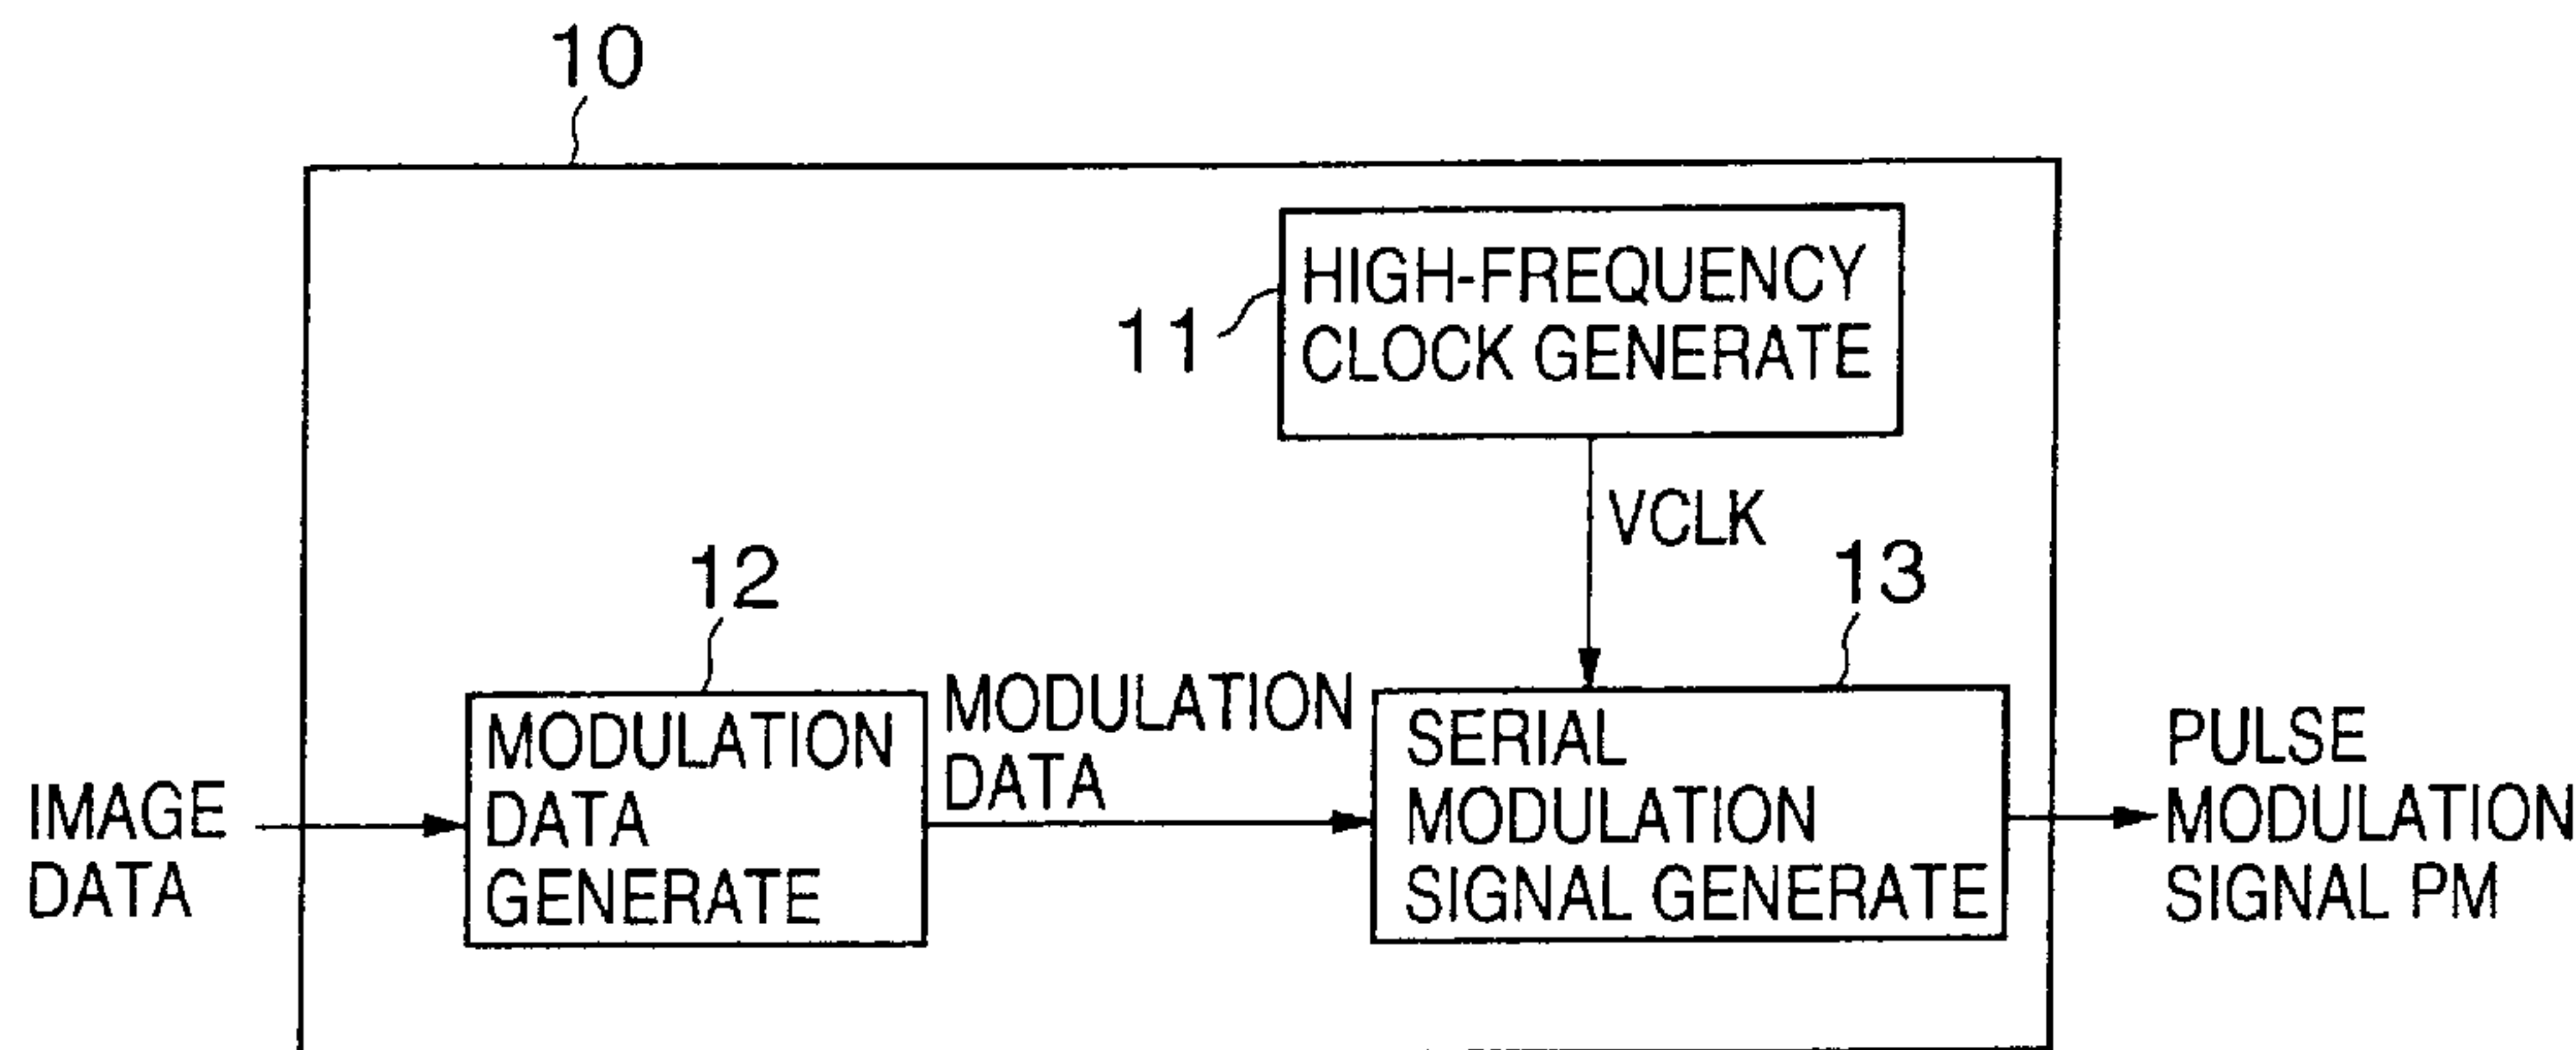 10
HIGH-FREQUENCY
CLOCK GENERATE
11
VCLK
12
13
IMAGE
DATA
MODULATION
DATA
GENERATE
MODULATION
DATA
SERIAL
MODULATION
SIGNAL GENERATE
PULSE
MODULATION
SIGNAL PM